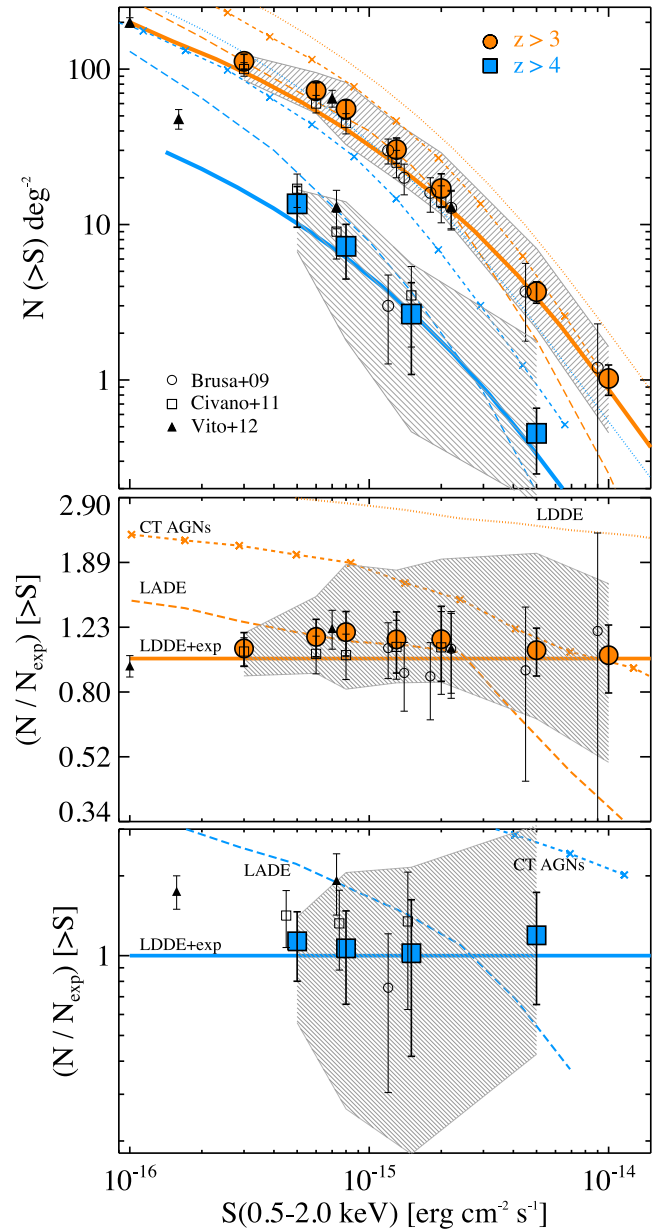 z > 3
z > 4
100
10
1
N (>S) deg⁻²
Brusa+09
Civano+11
Vito+12
2.90
1.89
1.23
0.80
0.52
0.34
(N / N_exp) [>S]
LDDE
CT AGNs
LADE
LDDE+exp
1
(N / N_exp) [>S]
CT AGNs
LADE
LDDE+exp
10⁻¹⁶
10⁻¹⁵
10⁻¹⁴
S(0.5-2.0 keV) [erg cm⁻² s⁻¹]